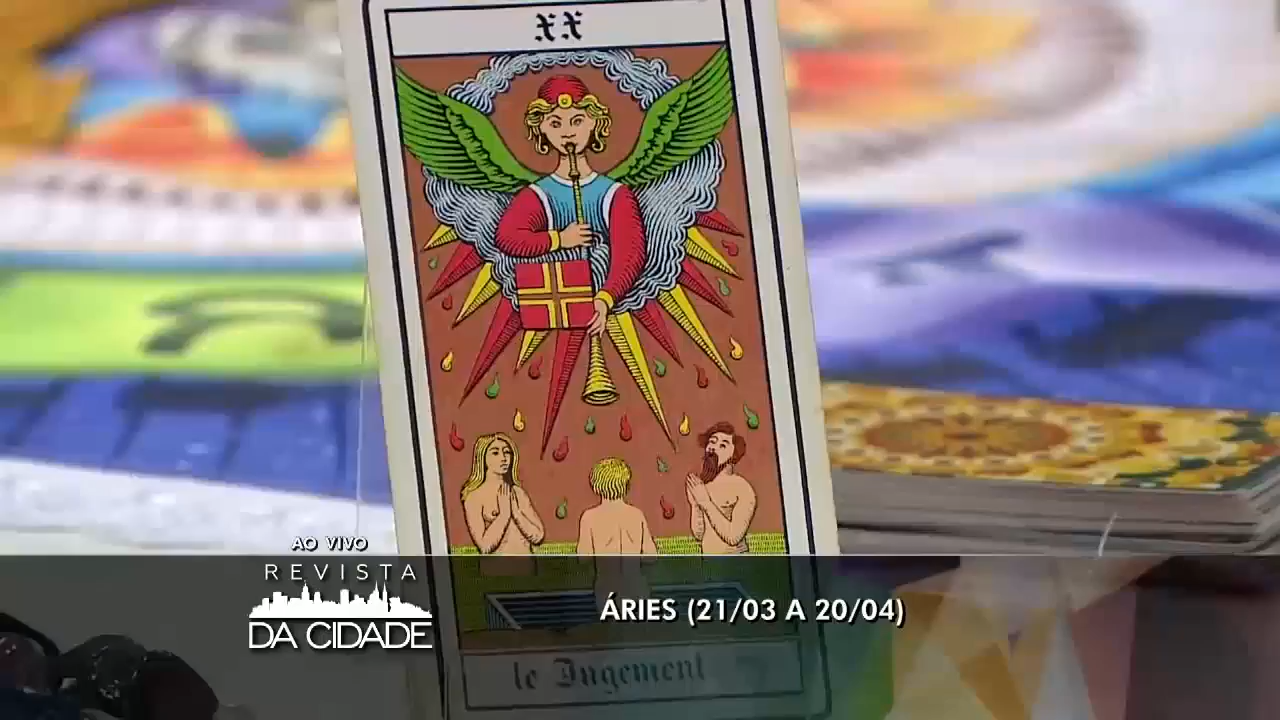 XX
AO VIVO
REVISTA
DA CIDADE
ÁRIES (21/03 A 20/04)
le Jugement